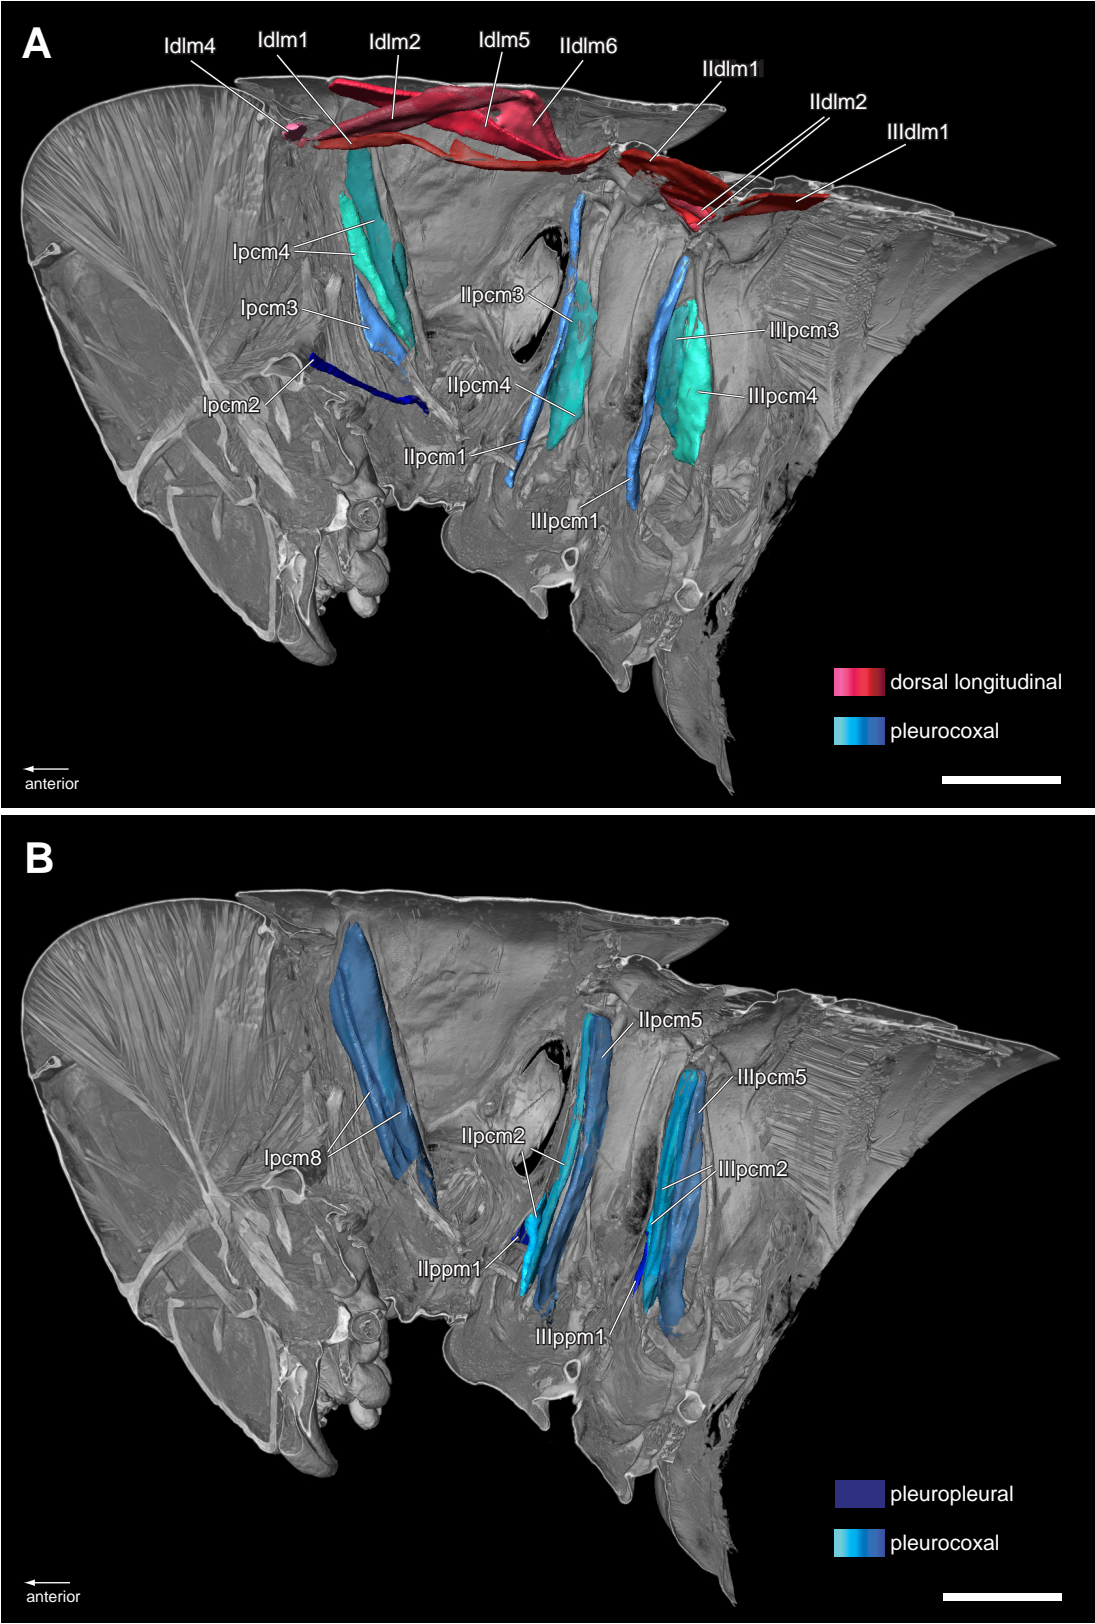 A
Idlm4
Idlm1
Idlm2
Idlm5
IIdlm6
IIdlm1
IIdlm2
IIIdlm1
Ipcm4
Ipcm3
Ipcm2
IIpcm3
IIpcm4
IIpcm1
IIIpcm3
IIIpcm4
IIIpcm1
dorsal longitudinal
pleurocoxal
anterior
B
IIpcm5
IIIpcm5
IIpcm2
Ipcm8
IIIpcm2
IIppm1
IIIppm1
pleuropleural
pleurocoxal
anterior